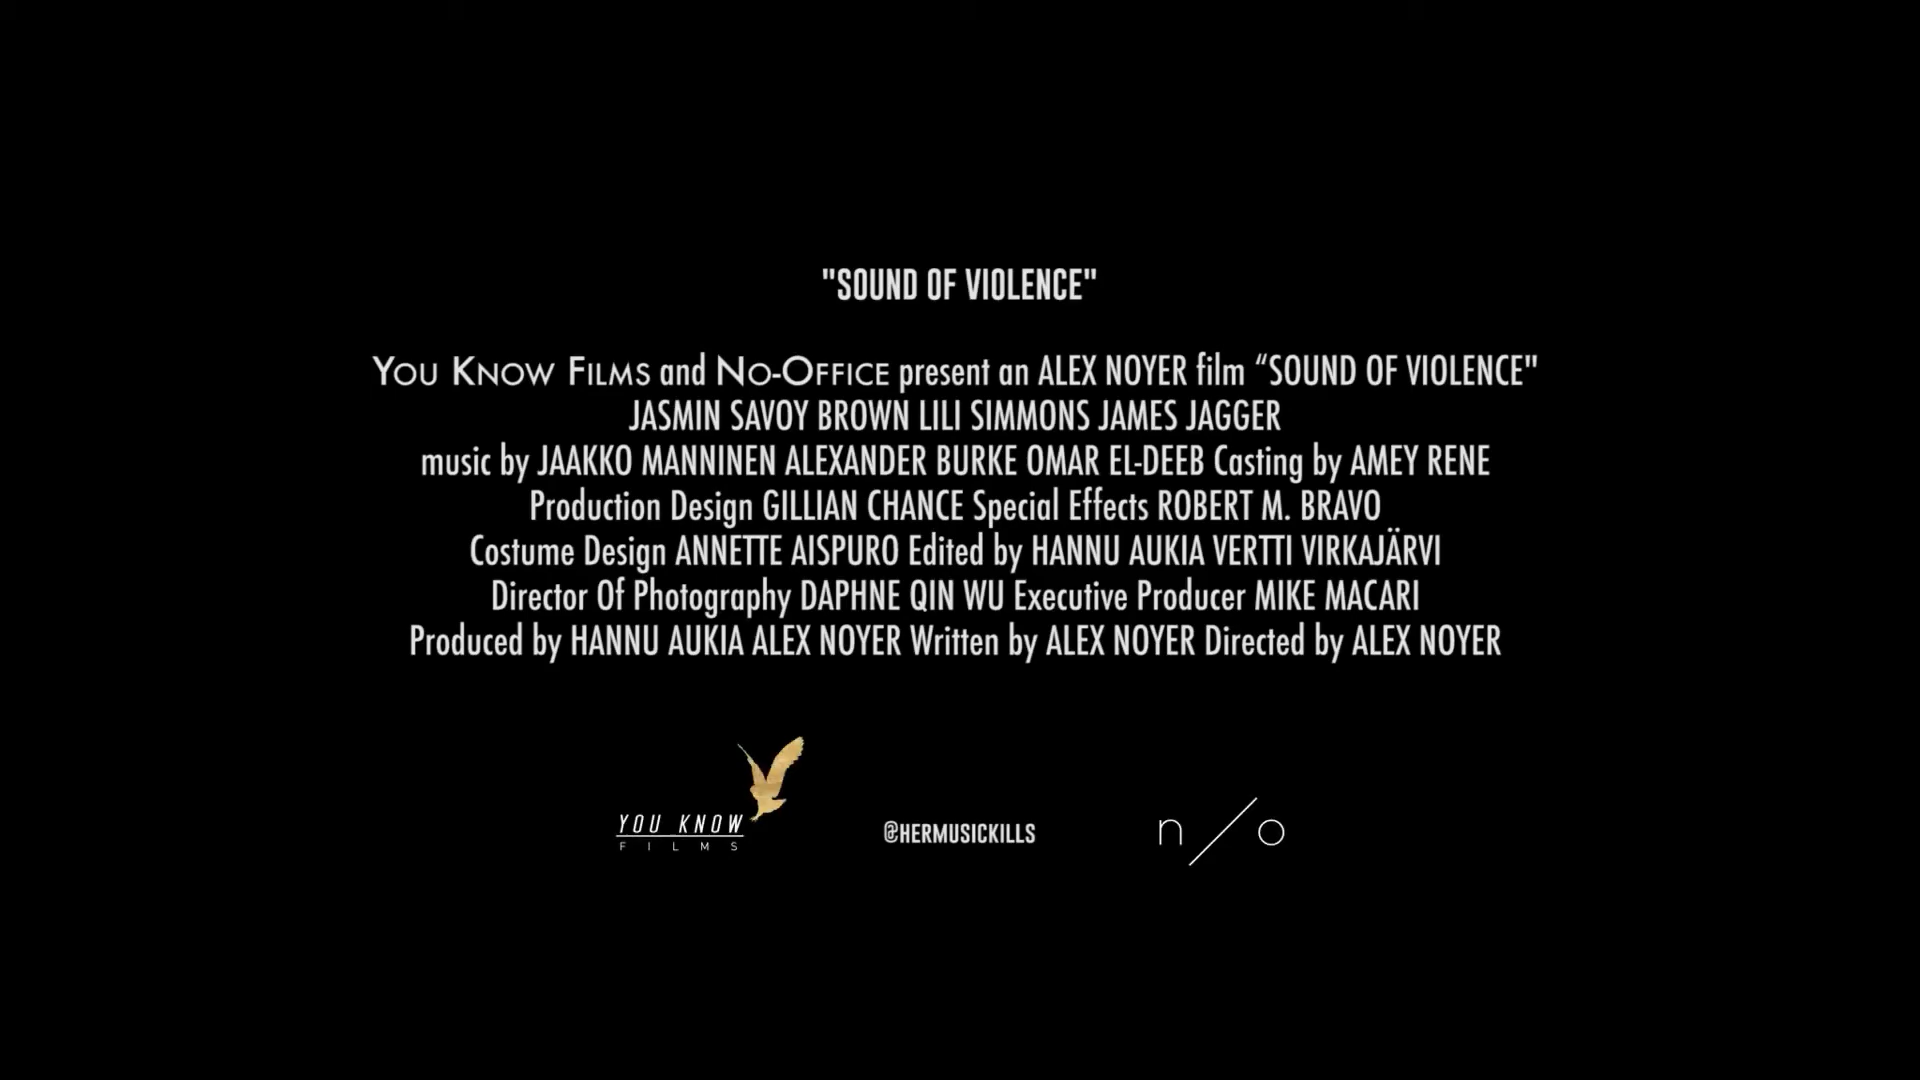 "SOUND OF VIOLENCE"
YOU KNOW FILMS and NO-OFFICE present an ALEX NOYER film “SOUND OF VIOLENCE"
JASMIN SAVOY BROWN LILI SIMMONS JAMES JAGGER
music by JAAKKO MANNINEN ALEXANDER BURKE OMAR EL-DEEB Casting by AMEY RENE
Production Design GILLIAN CHANCE Special Effects ROBERT M. BRAVO
Costume Design ANNETTE AISPURO Edited by HANNU AUKIA VERTTI VIRKAJÄRVI
Director Of Photography DAPHNE QIN WU Executive Producer MIKE MACARI
Produced by HANNU AUKIA ALEX NOYER Written by ALEX NOYER Directed by ALEX NOYER
YOU KNOW
FILMS
@HERMUSICKILLS
n/o